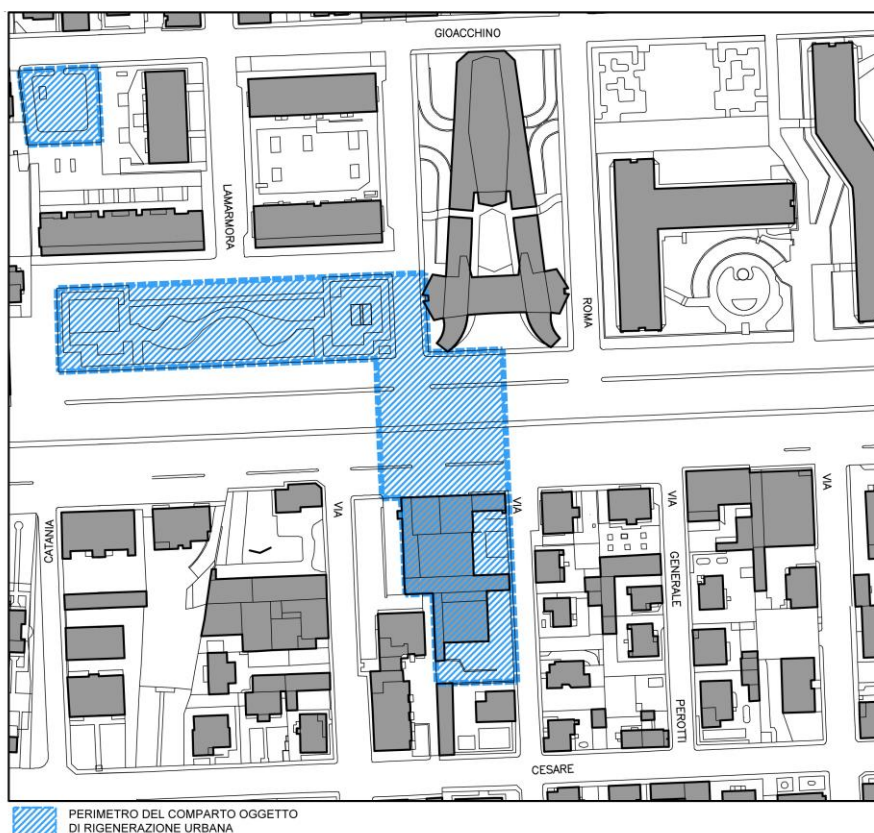 GIOACCHINO
LAMARMORA
ROMA
CATANIA
VIA
VIA
VIA
GENERALE
PEROTTI
VIA
CESARE
PERIMETRO DEL COMPARTO OGGETTO
DI RIGENERAZIONE URBANA